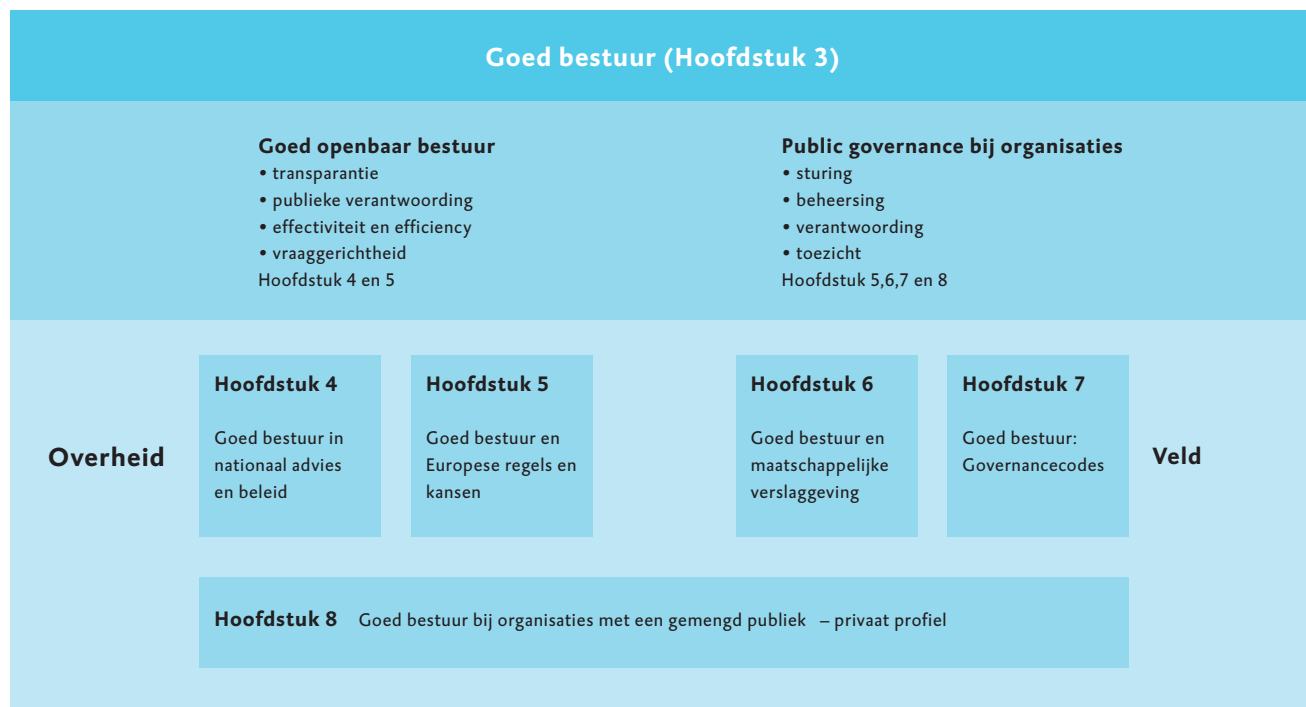 Goed bestuur (Hoofdstuk 3)
Goed openbaar bestuur
• transparantie
• publieke verantwoording
• effectiviteit en efficiency
• vraaggerichtheid
Hoofdstuk 4 en 5
Public governance bij organisaties
• sturing
• beheersing
• verantwoording
• toezicht
Hoofdstuk 5,6,7 en 8
Overheid
Hoofdstuk 4
Goed bestuur in
nationaal advies
en beleid
Hoofdstuk 5
Goed bestuur en
Europese regels en
kansen
Hoofdstuk 6
Goed bestuur en
maatschappelijke
verslaggeving
Hoofdstuk 7
Goed bestuur:
Governancecodes
Veld
Hoofdstuk 8 Goed bestuur bij organisaties met een gemengd publiek – privaat profiel